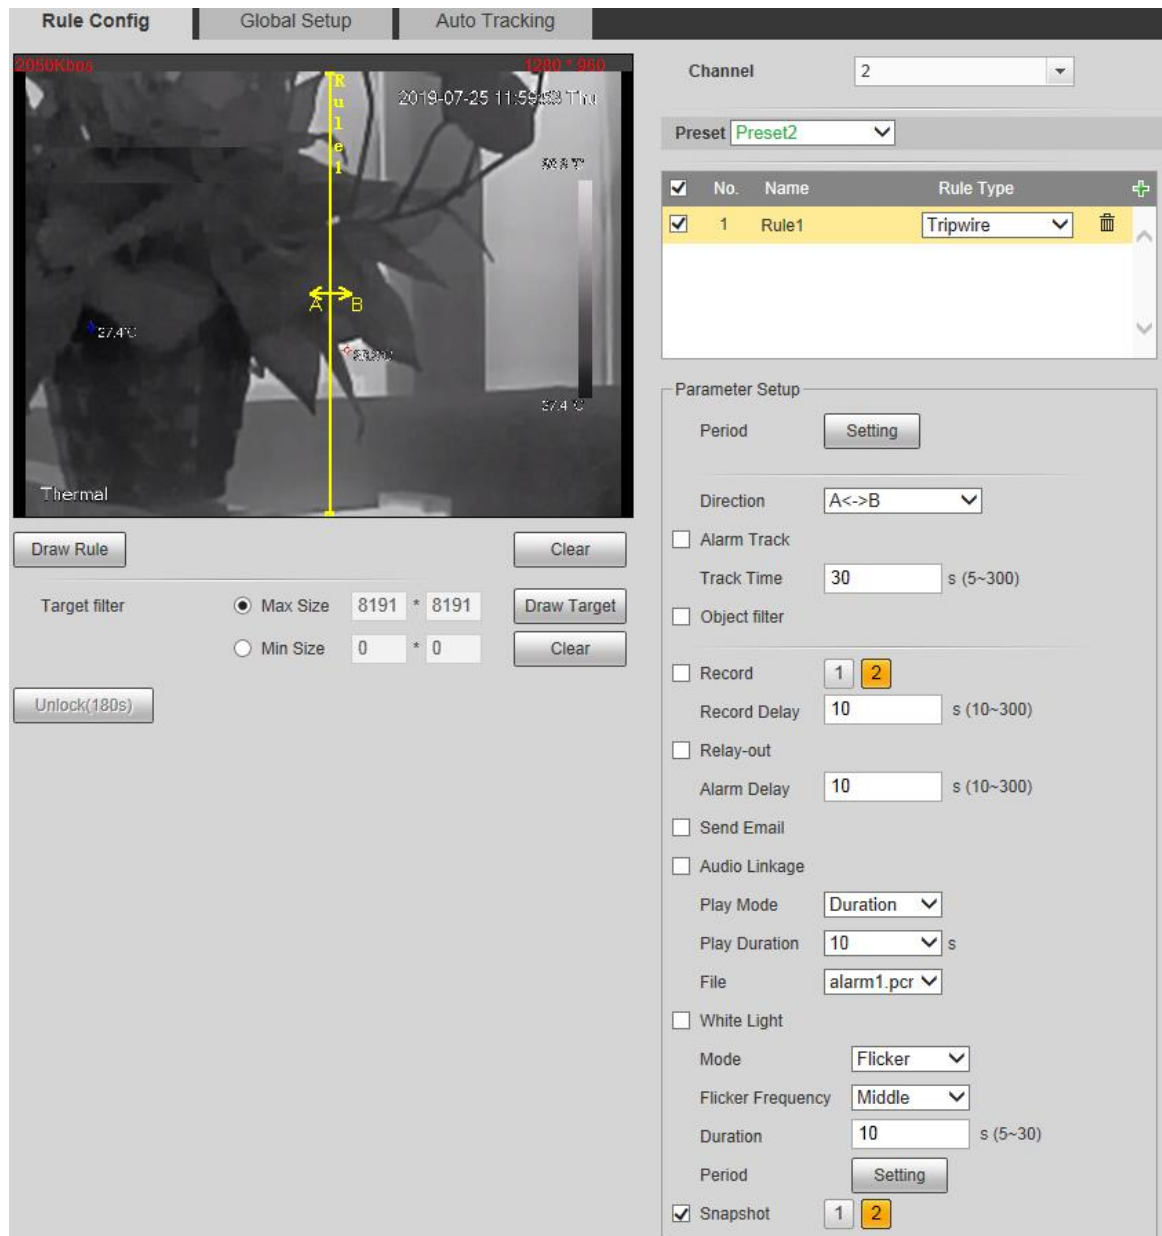 Rule Config Global Setup Auto Tracking
2050Kbps 1280 * 960
Rule1
2019-07-25 11:59:53 Thu
37.4°C
A B
27.4°C
Thermal
Draw Rule Clear
Target filter Max Size 8191 * 8191 Draw Target
Min Size 0 * 0 Clear
Unlock(180s)
Channel 2
Preset Preset2
No. Name Rule Type
1 Rule1 Tripwire
Parameter Setup
Period Setting
Direction A<->B
Alarm Track
Track Time 30 s (5~300)
Object filter
Record 1 2
Record Delay 10 s (10~300)
Relay-out
Alarm Delay 10 s (10~300)
Send Email
Audio Linkage
Play Mode Duration
Play Duration 10 s
File alarm1.pcr
White Light
Mode Flicker
Flicker Frequency Middle
Duration 10 s (5~30)
Period Setting
Snapshot 1 2